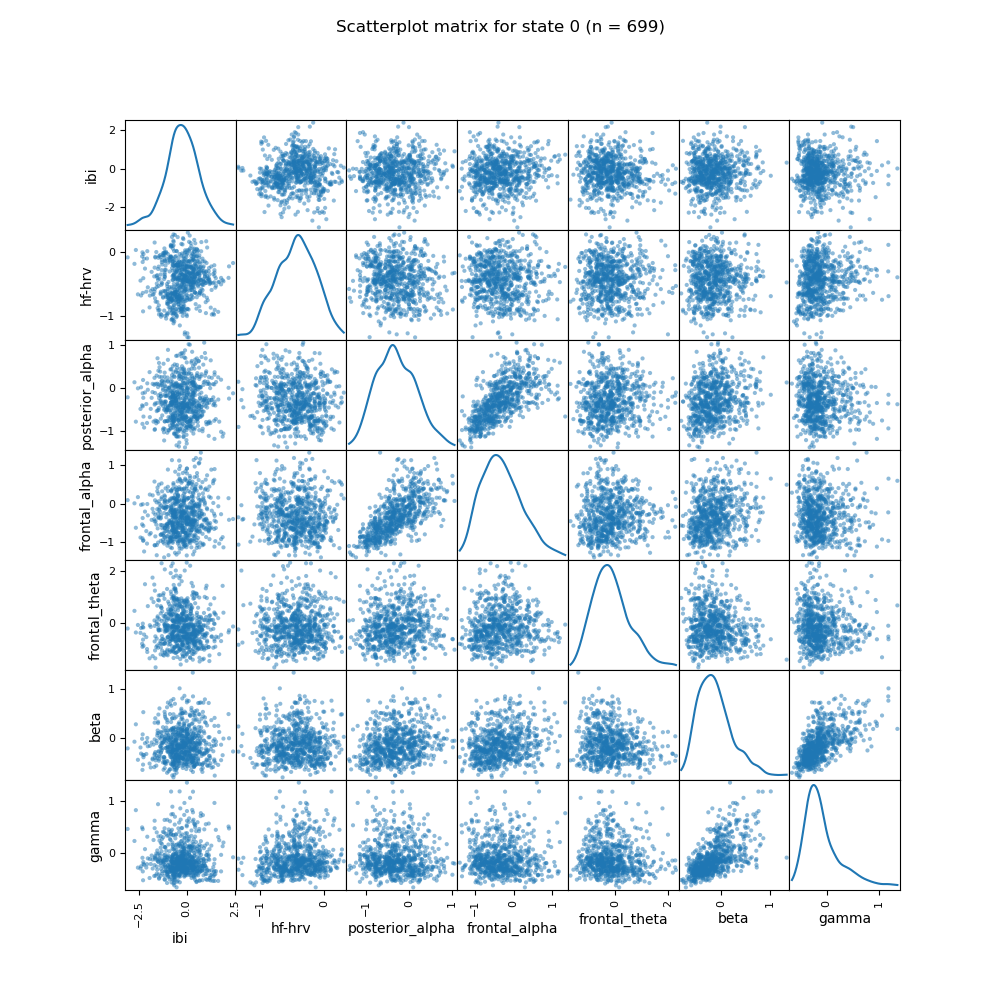 Scatterplot matrix for state 0 (n = 699)
ibi
2
0
-2
hf-hrv
0
−1
posterior_alpha
1
0
−1
frontal_alpha
1
0
−1
frontal_theta
2
0
beta
1
0
gamma
1
0
−2.5
0.0
2.5
−1
0
−1
0
1
−1
0
1
0
2
0
1
0
1
ibi
hf-hrv
posterior_alpha
frontal_alpha
frontal_theta
beta
gamma